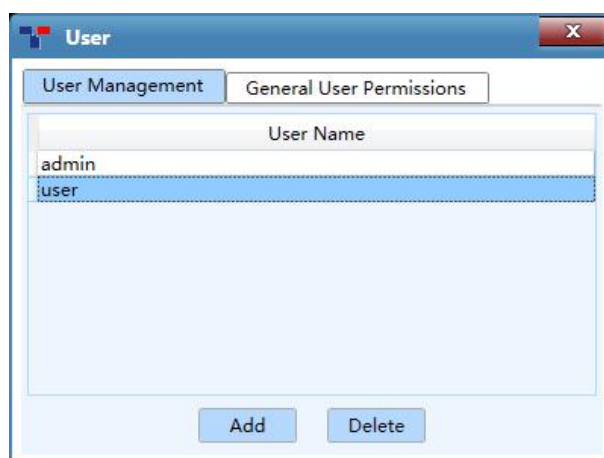 User
X
User Management General User Permissions
User Name
admin
user
Add Delete